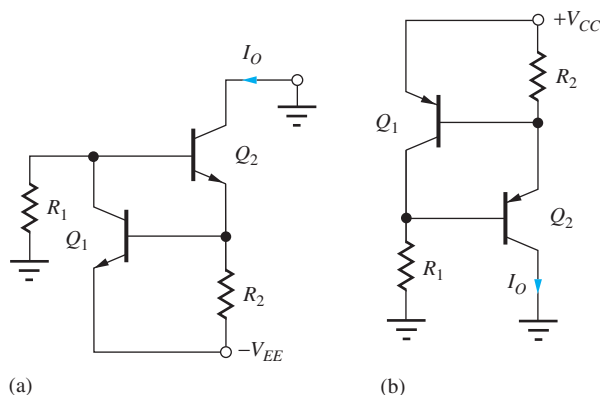 I_O
Q_2
R_1
Q_1
R_2
−V_EE
(a)
+V_CC
R_2
Q_1
Q_2
R_1
I_O
(b)